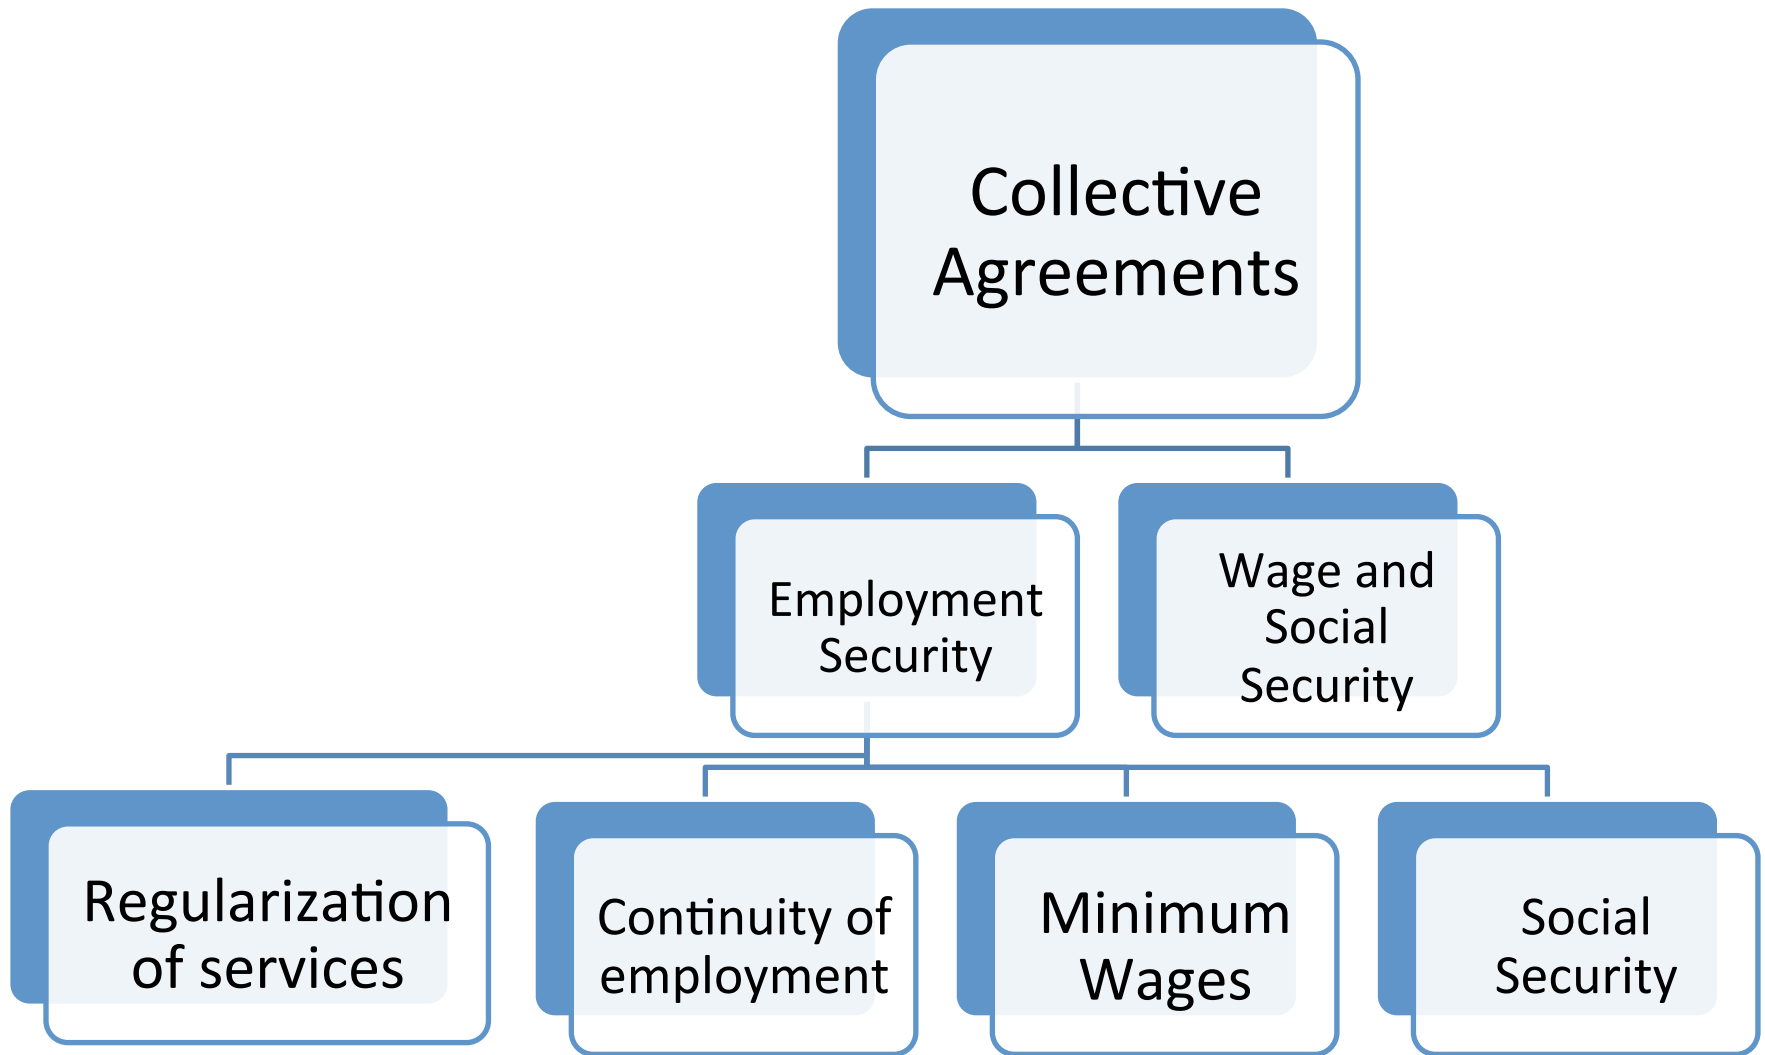 Collective
Agreements
Employment
Security
Wage and
Social
Security
Regularization
of services
Continuity of
employment
Minimum
Wages
Social
Security